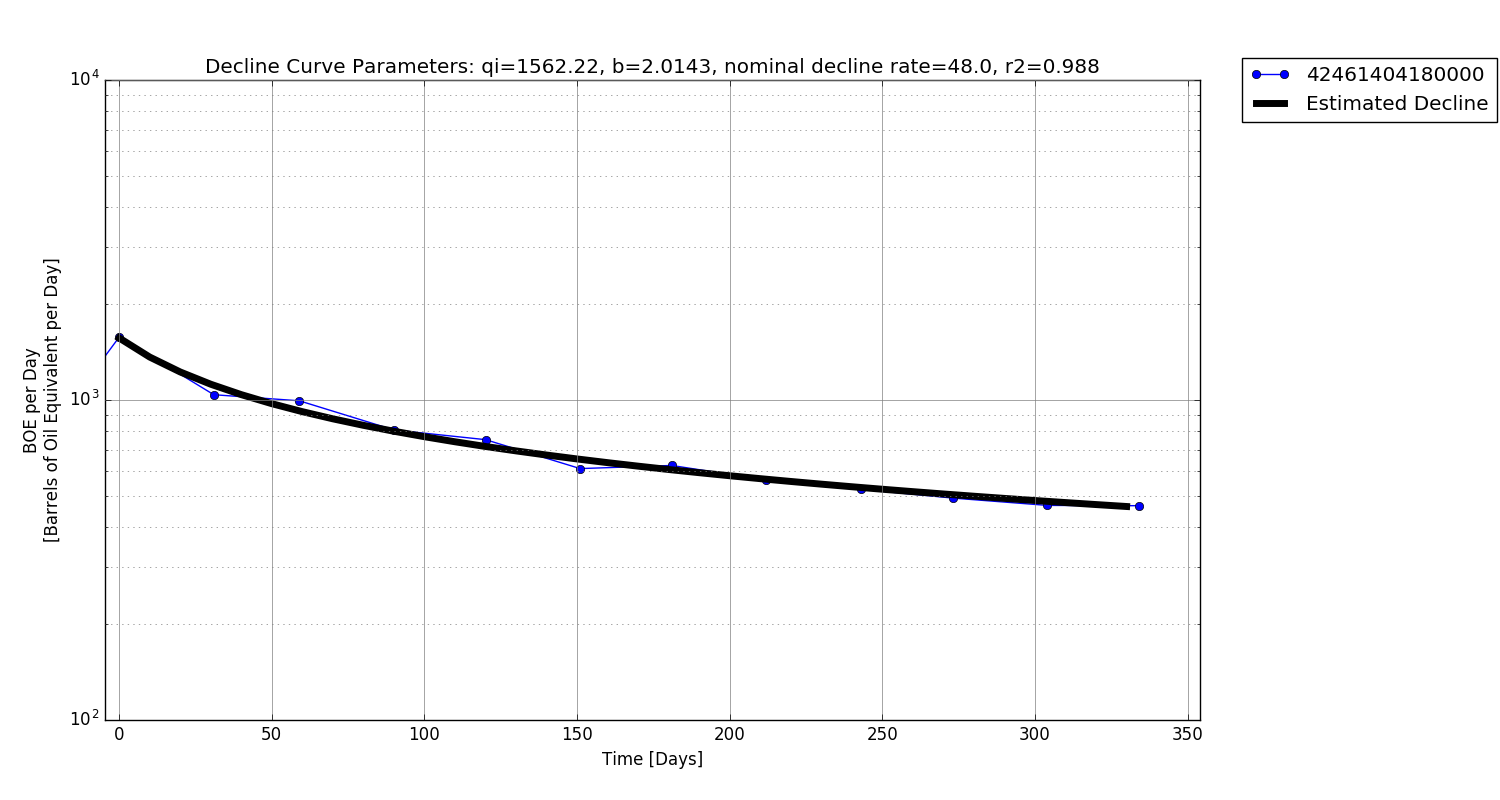 Decline Curve Parameters: qi=1562.22, b=2.0143, nominal decline rate=48.0, r2=0.988
42461404180000
Estimated Decline
BOE per Day
[Barrels of Oil Equivalent per Day]
10^4
10^3
10^2
0 50 100 150 200 250 300 350
Time [Days]